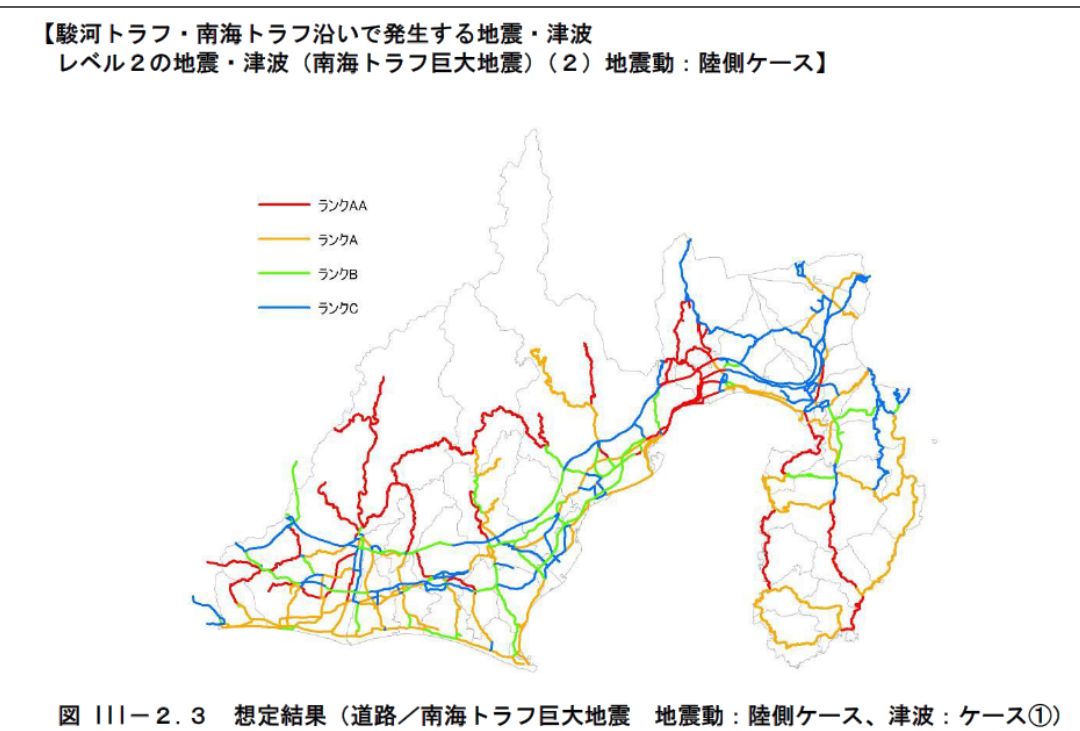 【駿河トラフ・南海トラフ沿いで発生する地震・津波
レベル２の地震・津波（南海トラフ巨大地震）（２）地震動：陸側ケース】
ランクAA
ランクA
ランクB
ランクC
図 III－２.３ 想定結果（道路／南海トラフ巨大地震 地震動：陸側ケース、津波：ケース①）